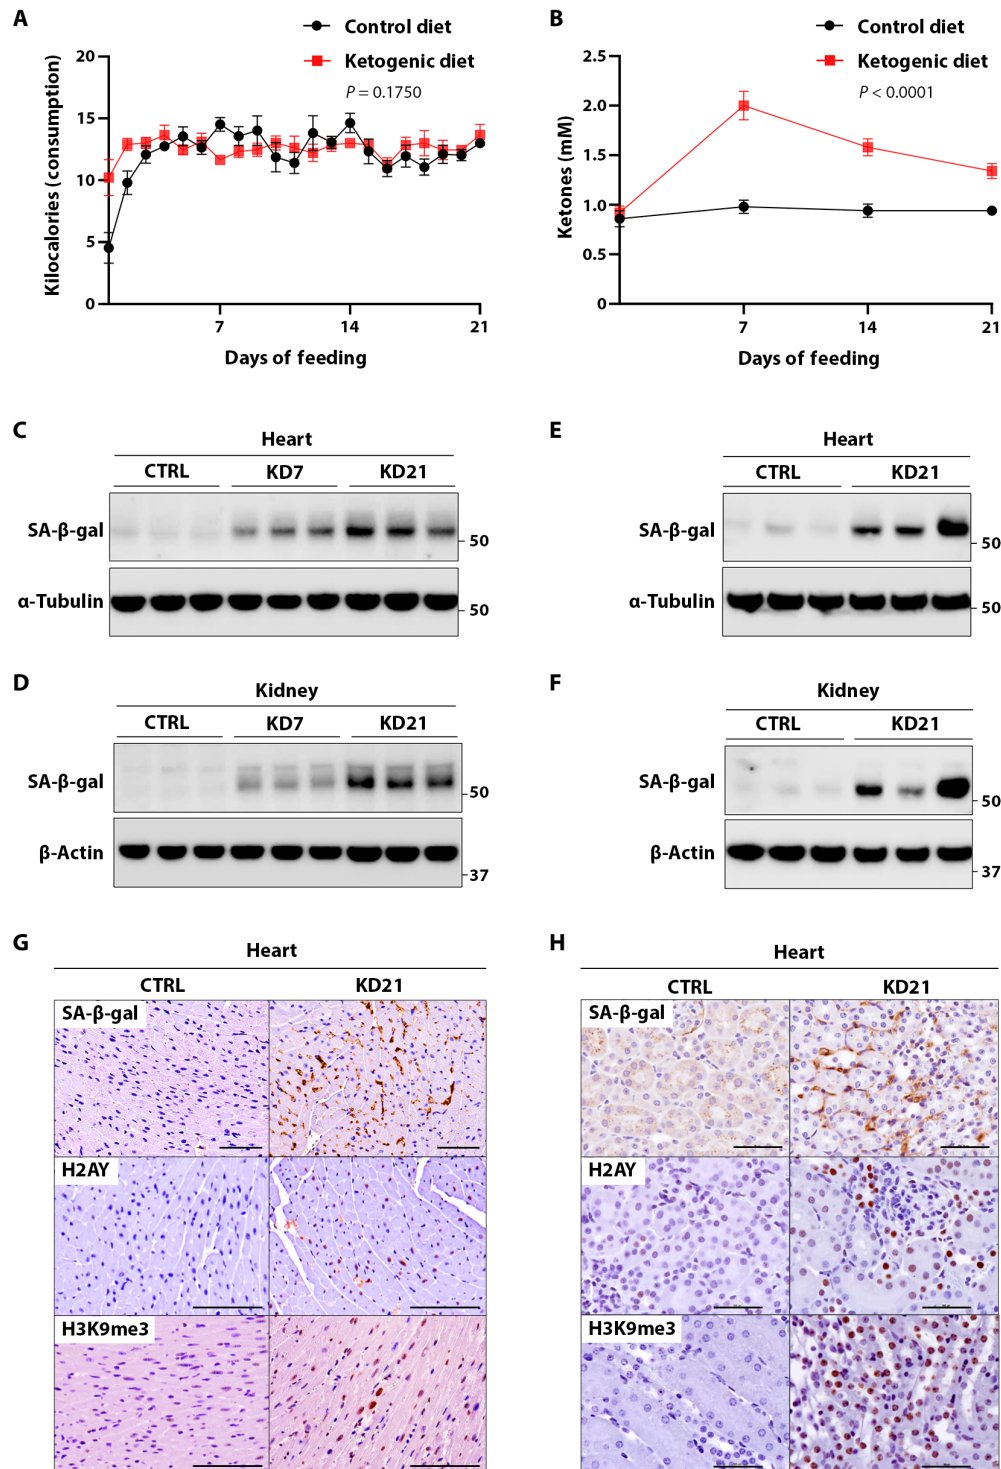 A
Control diet
Ketogenic diet
P = 0.1750
Kilocalories (consumption)
20
15
10
5
0
7
14
21
Days of feeding
B
Control diet
Ketogenic diet
P < 0.0001
Ketones (mM)
2.5
2.0
1.5
1.0
0.5
0
7
14
21
Days of feeding
C
Heart
CTRL KD7 KD21
SA-β-gal
50
α-Tubulin
50
E
Heart
CTRL KD21
SA-β-gal
50
α-Tubulin
50
D
Kidney
CTRL KD7 KD21
SA-β-gal
50
β-Actin
37
F
Kidney
CTRL KD21
SA-β-gal
50
β-Actin
37
G
Heart
CTRL KD21
SA-β-gal
H2AY
H3K9me3
H
Heart
CTRL KD21
SA-β-gal
H2AY
H3K9me3